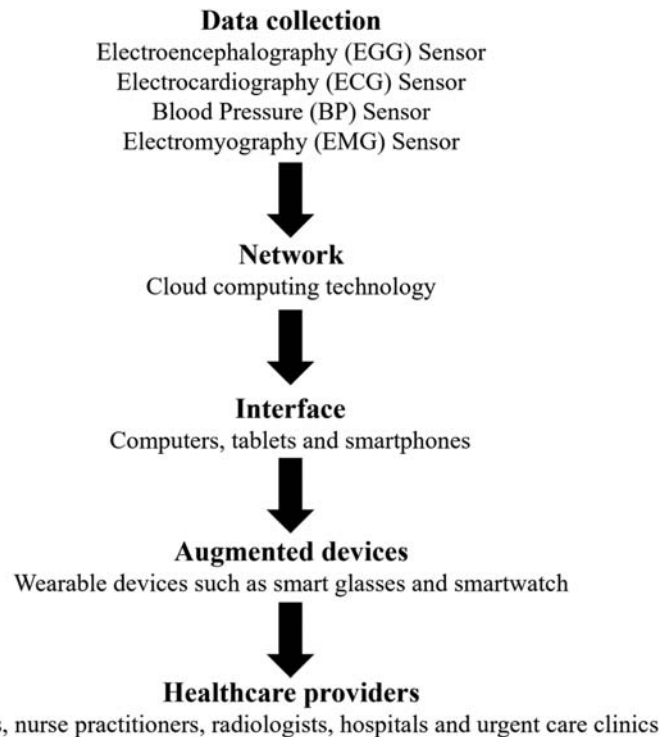 Data collection
Electroencephalography (EGG) Sensor
Electrocardiography (ECG) Sensor
Blood Pressure (BP) Sensor
Electromyography (EMG) Sensor
Network
Cloud computing technology
Interface
Computers, tablets and smartphones
Augmented devices
Wearable devices such as smart glasses and smartwatch
Healthcare providers
nurse practitioners, radiologists, hospitals and urgent care clinics